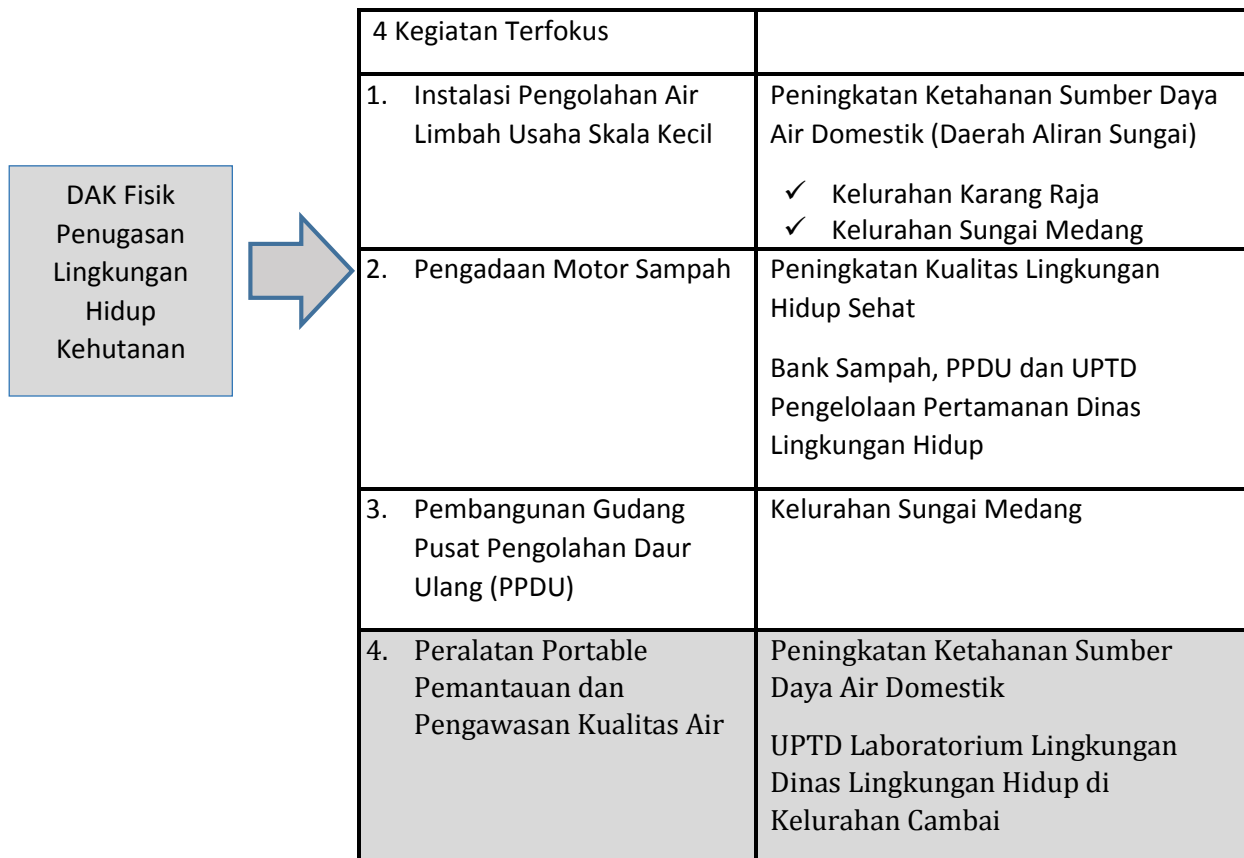 DAK Fisik
Penugasan
Lingkungan
Hidup
Kehutanan
4 Kegiatan Terfokus
1. Instalasi Pengolahan Air
Limbah Usaha Skala Kecil
Peningkatan Ketahanan Sumber Daya
Air Domestik (Daerah Aliran Sungai)
✓ Kelurahan Karang Raja
✓ Kelurahan Sungai Medang
2. Pengadaan Motor Sampah
Peningkatan Kualitas Lingkungan
Hidup Sehat
Bank Sampah, PPDU dan UPTD
Pengelolaan Pertamanan Dinas
Lingkungan Hidup
3. Pembangunan Gudang
Pusat Pengolahan Daur
Ulang (PPDU)
Kelurahan Sungai Medang
4. Peralatan Portable
Pemantauan dan
Pengawasan Kualitas Air
Peningkatan Ketahanan Sumber
Daya Air Domestik
UPTD Laboratorium Lingkungan
Dinas Lingkungan Hidup di
Kelurahan Cambai